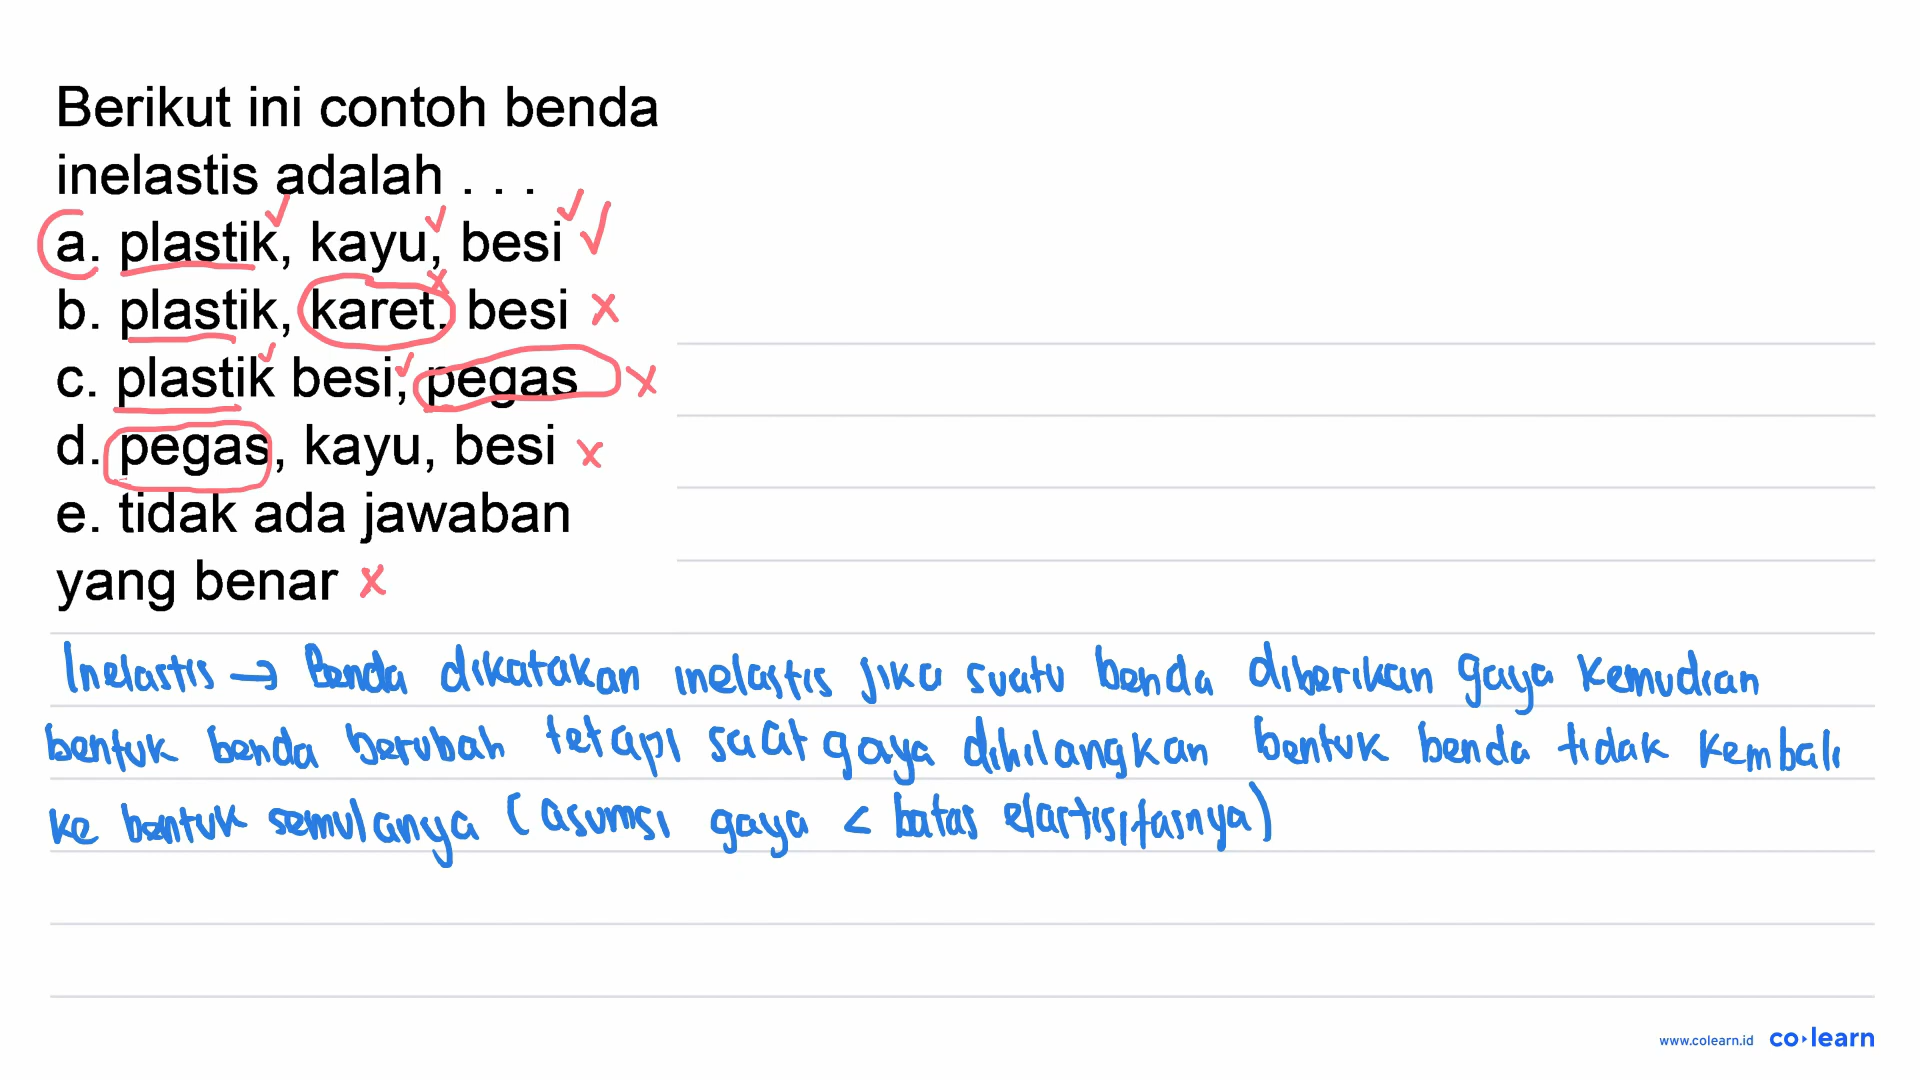 Berikut ini contoh benda
inelastis adalah . . .
a. plastik, kayu, besi
b. plastik, karet, besi
c. plastik besi, pegas
d. pegas, kayu, besi
e. tidak ada jawaban
yang benar
Inelastis → Benda dikatakan inelastis jika suatu benda diberikan gaya kemudian
bentuk benda berubah tetapi saat gaya dihilangkan bentuk benda tidak kembali
ke bentuk semulanya (asumsi gaya < batas elastisitasnya)
www.colearn.id co·learn